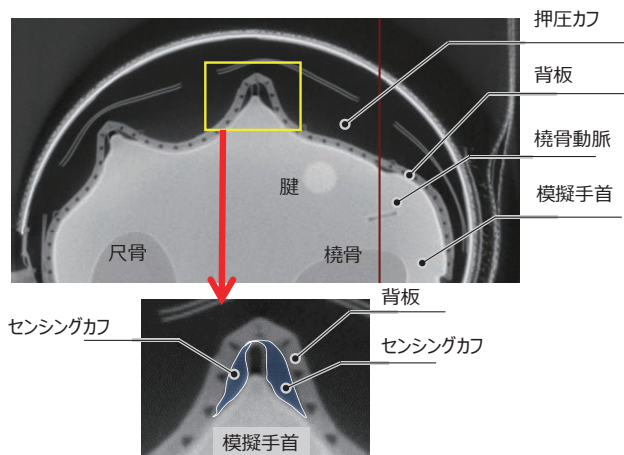 押圧カフ
背板
橈骨動脈
腱
模擬手首
尺骨
橈骨
背板
センシングカフ
センシングカフ
模擬手首